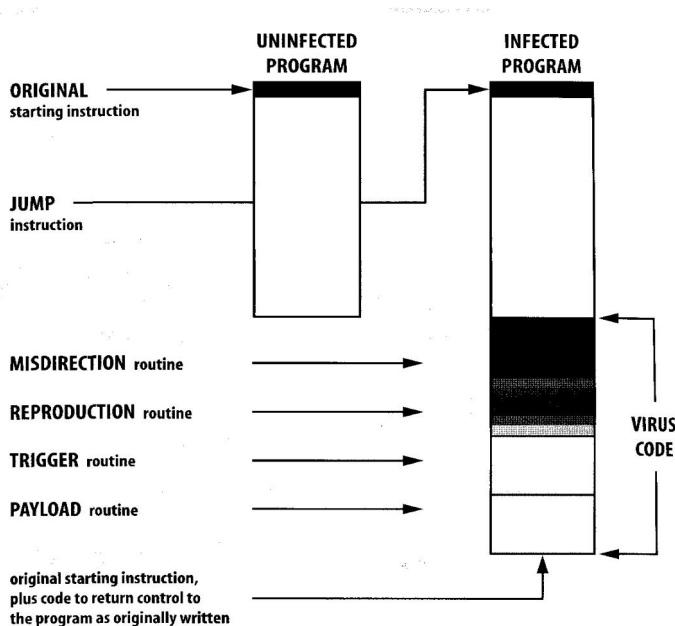 UNINFECTED
PROGRAM
INFECTED
PROGRAM
ORIGINAL
starting instruction
JUMP
instruction
MISDIRECTION routine
REPRODUCTION routine
TRIGGER routine
PAYLOAD routine
VIRUS
CODE
original starting instruction,
plus code to return control to
the program as originally written